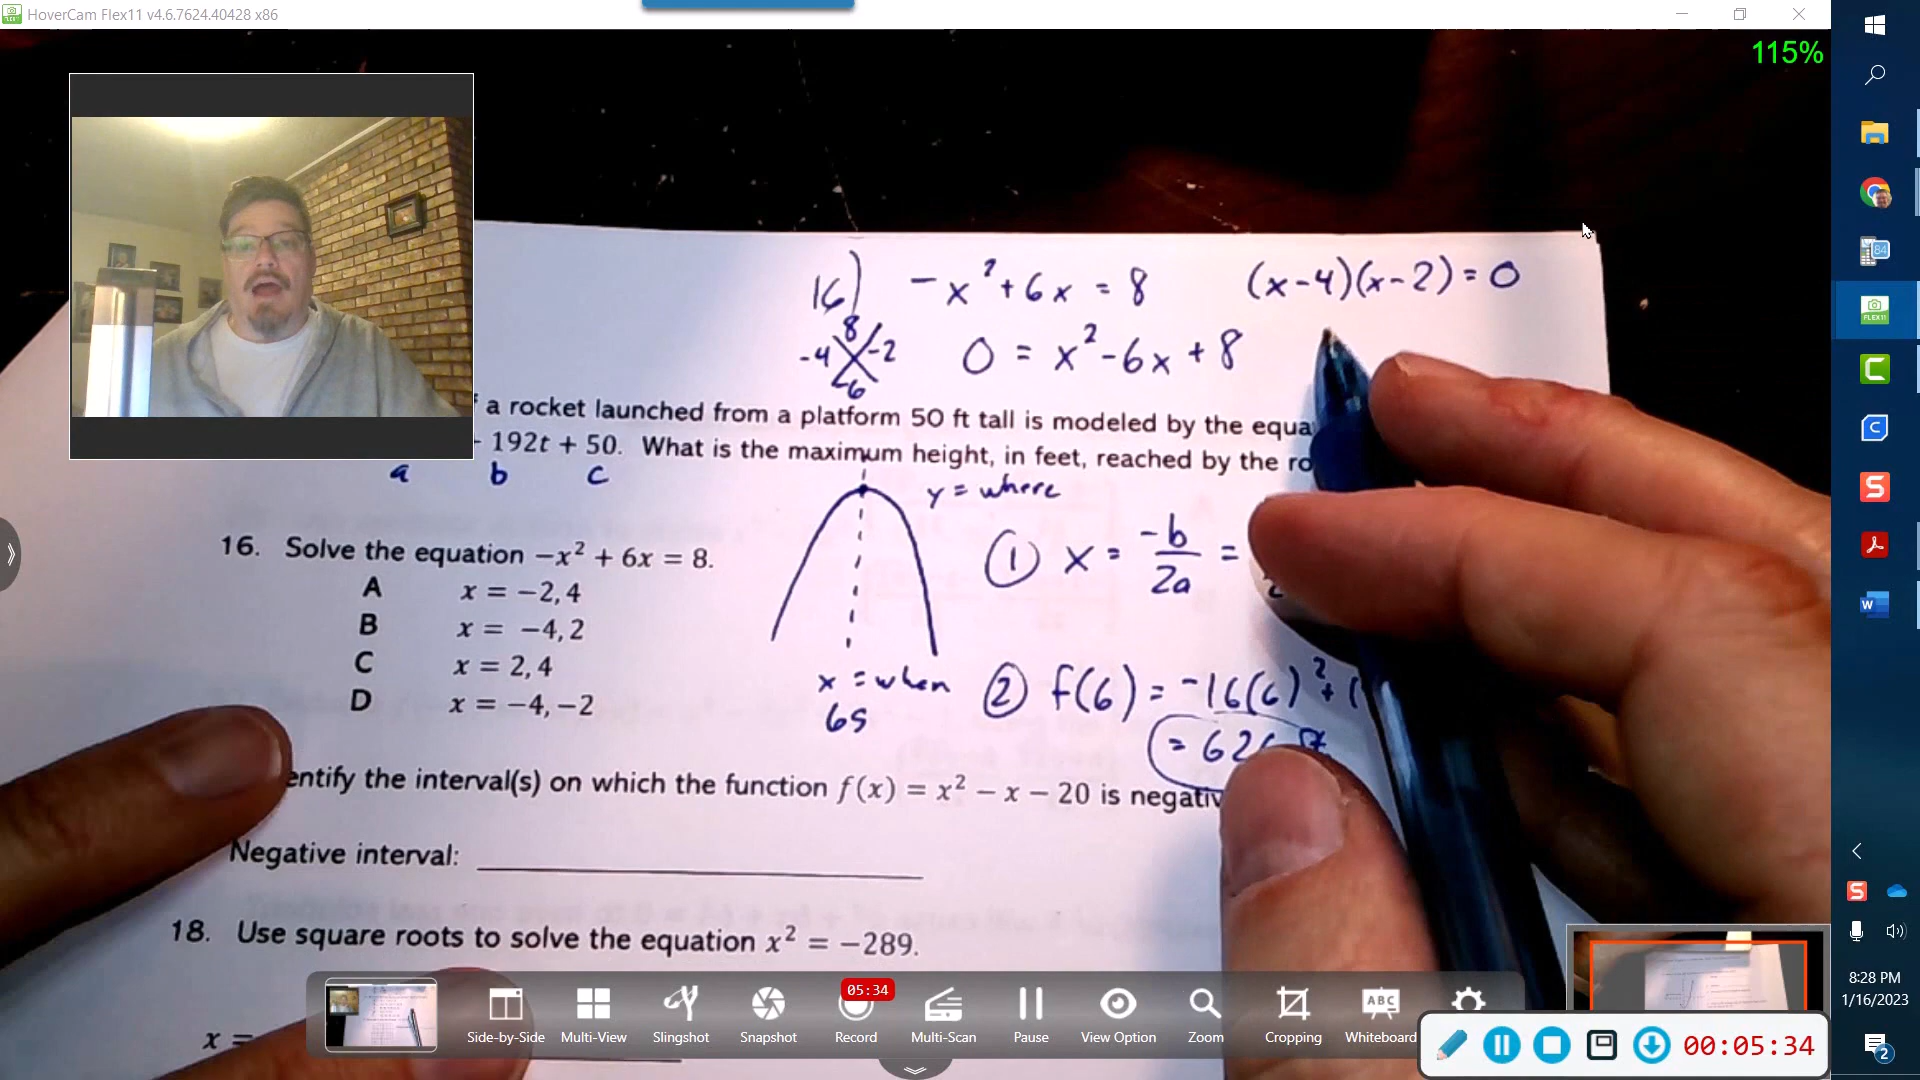 HoverCam Flex11 v4.6.7624.40428 x86
115%
16) -x² + 6x = 8
(x-4)(x-2)=0
8
-4 -2
-6
0 = x² - 6x + 8
a rocket launched from a platform 50 ft tall is modeled by the equa
192t + 50. What is the maximum height, in feet, reached by the ro
a b c
y = where
16. Solve the equation −x² + 6x = 8.
A x = −2, 4
B x = −4, 2
C x = 2, 4
D x = −4, −2
① x = -b/2a =
x = when
6s
② f(6) = -16(6)² + (
= 62
entify the interval(s) on which the function f(x) = x² − x − 20 is negativ
Negative interval:
18. Use square roots to solve the equation x² = −289.
x =
05:34
Side-by-Side Multi-View Slingshot Snapshot Record Multi-Scan Pause View Option Zoom Cropping Whiteboard
ABC
00:05:34
84
FLEX11
8:28 PM
1/16/2023
2